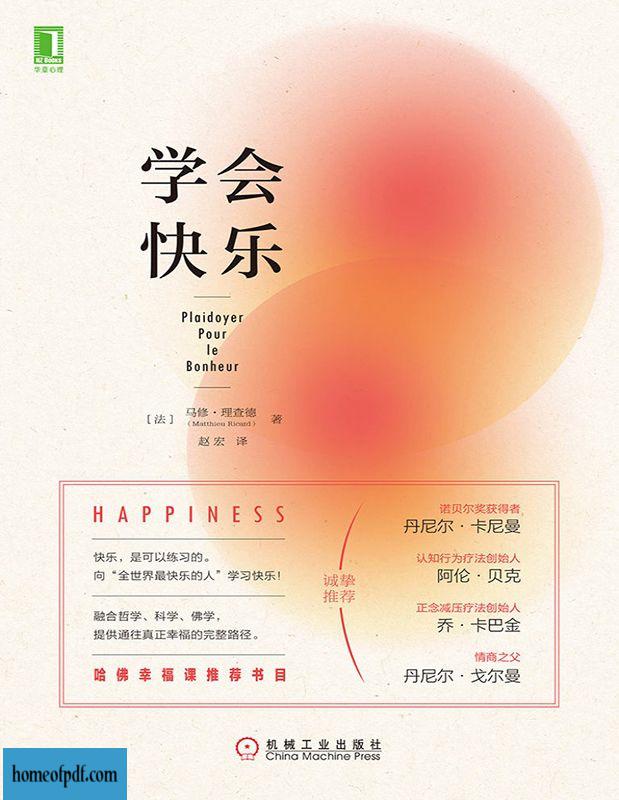 HZ Books
华章心理
学会
快乐
Plaidoyer
Pour
le
Bonheur
[法] 马修·理查德 著
(Matthieu Ricard)
赵宏 译
HAPPINESS
快乐，是可以练习的。
向“全世界最快乐的人”学习快乐！
融合哲学、科学、佛学，
提供通往真正幸福的完整路径。
哈佛幸福课推荐书目
诚挚
推荐
诺贝尔奖获得者
丹尼尔·卡尼曼
认知行为疗法创始人
阿伦·贝克
正念减压疗法创始人
乔·卡巴金
情商之父
丹尼尔·戈尔曼
机械工业出版社
China Machine Press
homeofpdf.com